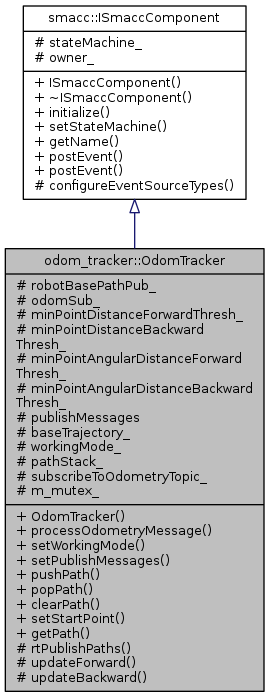 smacc::ISmaccComponent
# stateMachine_
# owner_
+ ISmaccComponent()
+ ~ISmaccComponent()
+ initialize()
+ setStateMachine()
+ getName()
+ postEvent()
+ postEvent()
# configureEventSourceTypes()
odom_tracker::OdomTracker
# robotBasePathPub_
# odomSub_
# minPointDistanceForwardThresh_
# minPointDistanceBackward
Thresh_
# minPointAngularDistanceForward
Thresh_
# minPointAngularDistanceBackward
Thresh_
# publishMessages
# baseTrajectory_
# workingMode_
# pathStack_
# subscribeToOdometryTopic_
# m_mutex_
+ OdomTracker()
+ processOdometryMessage()
+ setWorkingMode()
+ setPublishMessages()
+ pushPath()
+ popPath()
+ clearPath()
+ setStartPoint()
+ getPath()
# rtPublishPaths()
# updateForward()
# updateBackward()